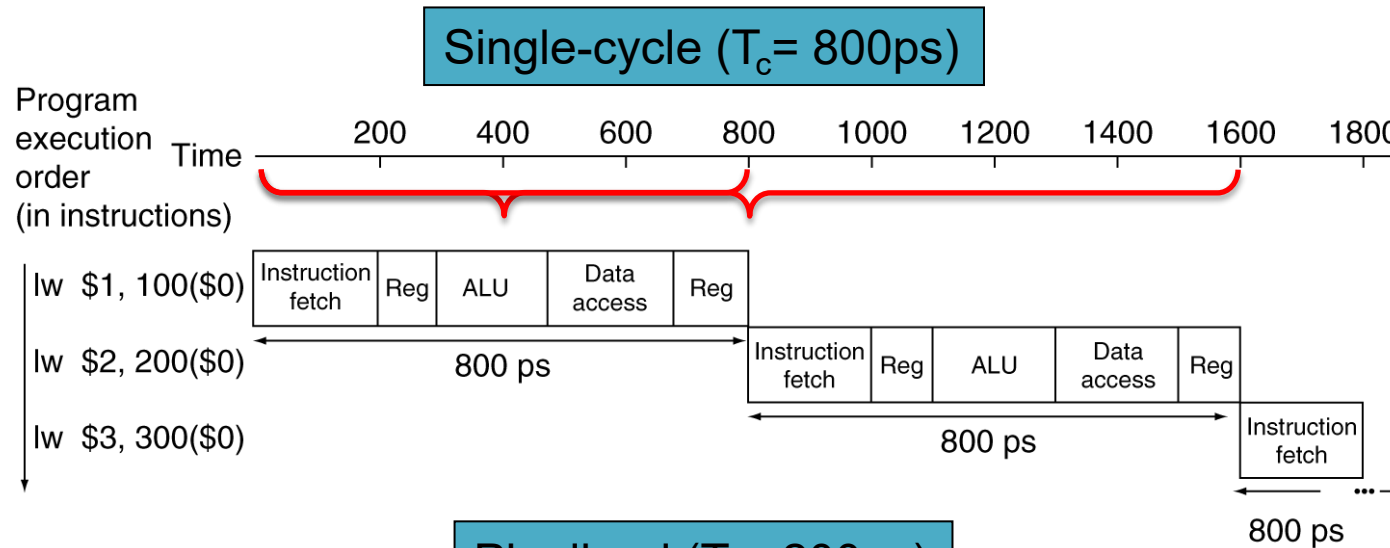 Single-cycle (Tc= 800ps)
Program
execution
order
(in instructions)
Time
200 400 600 800 1000 1200 1400 1600 1800
lw $1, 100($0)
Instruction
fetch
Reg
ALU
Data
access
Reg
800 ps
lw $2, 200($0)
Instruction
fetch
Reg
ALU
Data
access
Reg
800 ps
lw $3, 300($0)
Instruction
fetch
800 ps